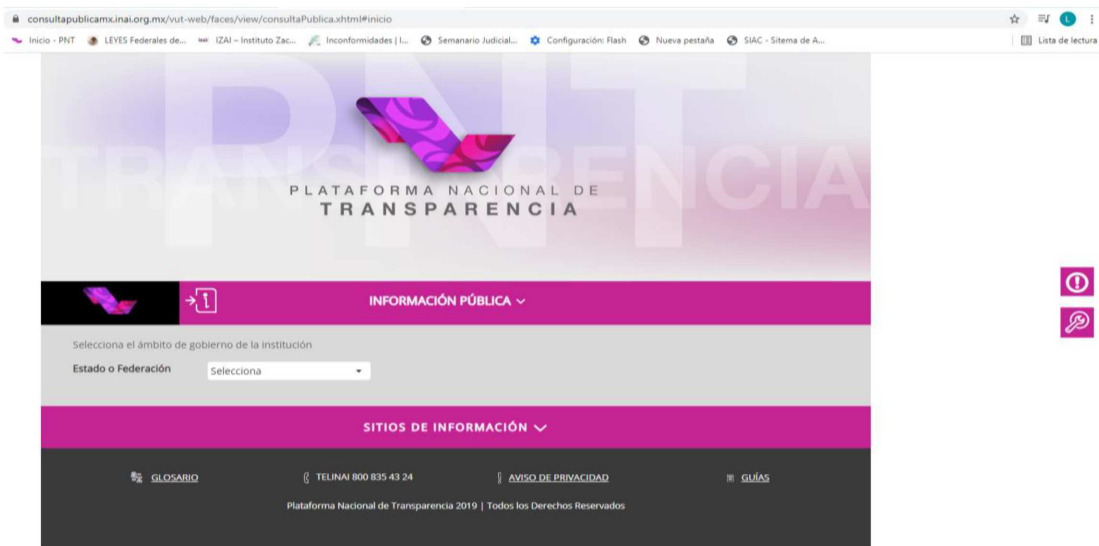 consultapublicamx.inai.org.mx/vut-web/faces/view/consultaPublica.xhtml#inicio
L
Inicio - PNT LEYES Federales de... IZAI – Instituto Zac... Inconformidades | I... Semanario Judicial... Configuración: Flash Nueva pestaña SIAC - Sitema de A... Lista de lectura
PNT
TRANSPARENCIA
PLATAFORMA NACIONAL DE
TRANSPARENCIA
INFORMACIÓN PÚBLICA
Selecciona el ámbito de gobierno de la institución
Estado o Federación Selecciona
SITIOS DE INFORMACIÓN
GLOSARIO TELINAI 800 835 43 24 AVISO DE PRIVACIDAD GUÍAS
Plataforma Nacional de Transparencia 2019 | Todos los Derechos Reservados